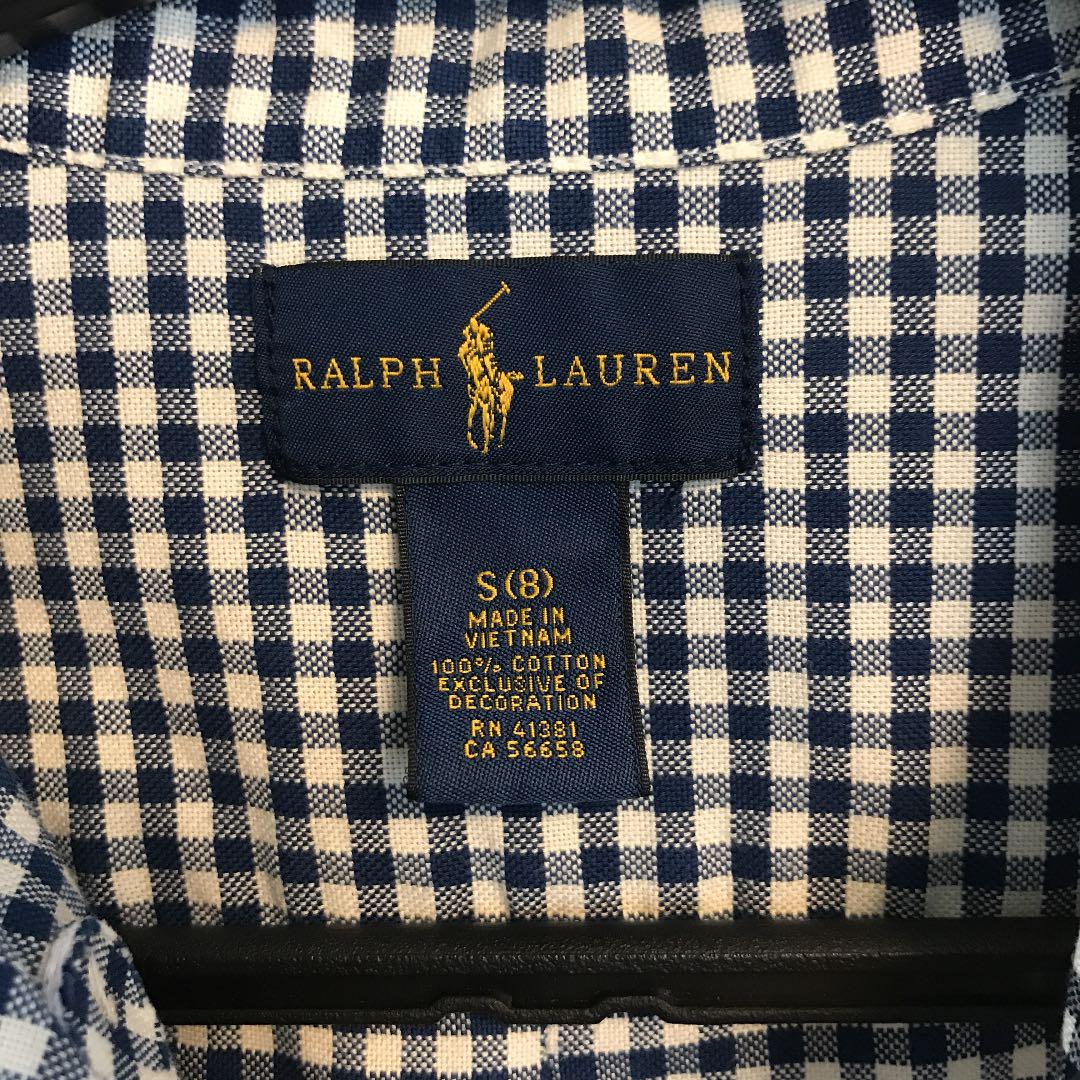 RALPH LAUREN
S(8)
MADE IN
VIETNAM
100% COTTON
EXCLUSIVE OF
DECORATION
RN 41381
CA 56658